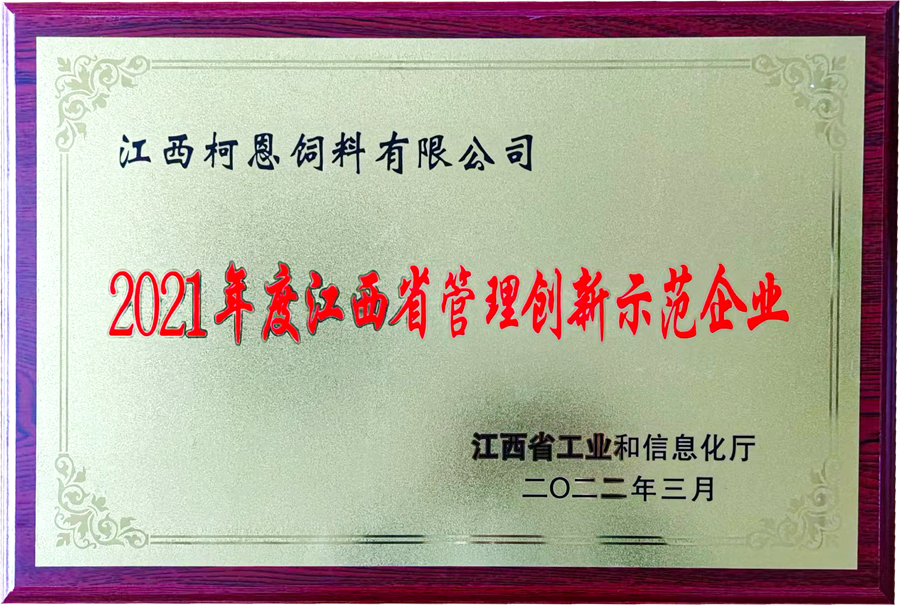 江西柯恩饲料有限公司
2021年度江西省管理创新示范企业
江西省工业和信息化厅
二〇二二年三月